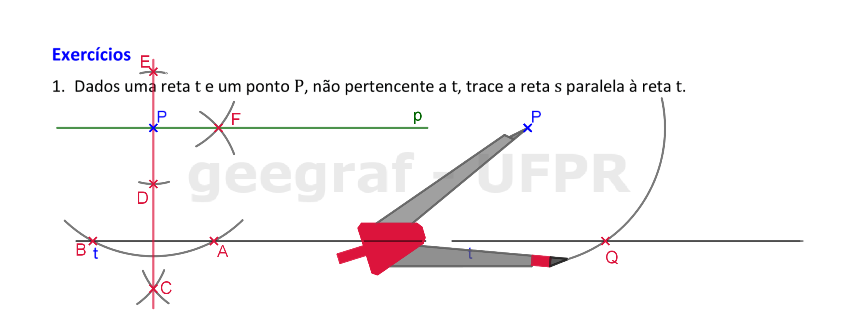 Exercícios
E
1. Dados uma reta t e um ponto P, não pertencente a t, trace a reta s paralela à reta t.
P F p P
geegraf - UFPR
D
B t A t Q
C